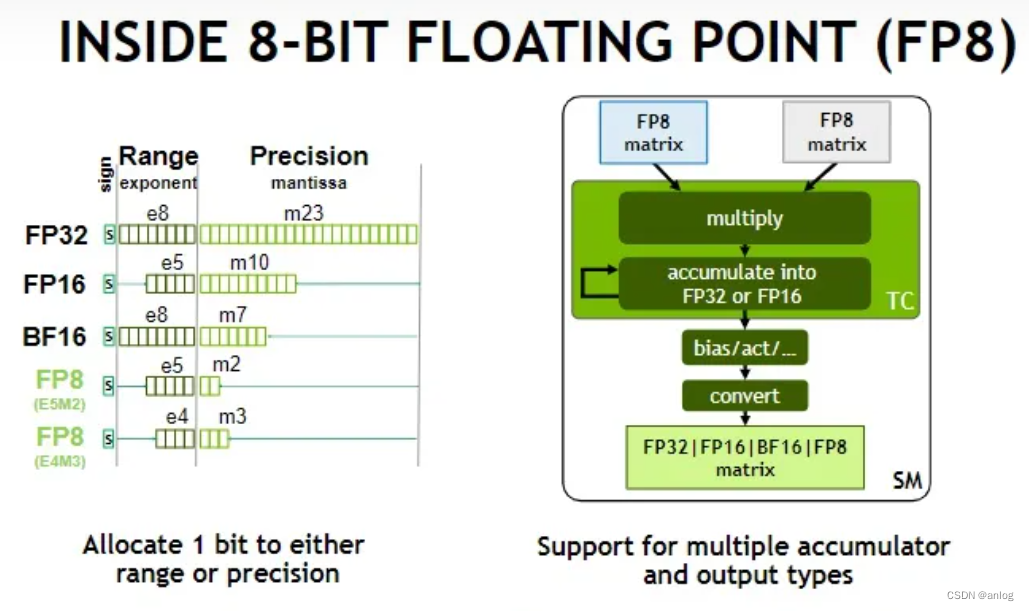 INSIDE 8-BIT FLOATING POINT (FP8)
sign
Range
exponent
Precision
mantissa
FP32
S
e8
m23
FP16
S
e5
m10
BF16
S
e8
m7
FP8
(E5M2)
S
e5
m2
FP8
(E4M3)
S
e4
m3
Allocate 1 bit to either
range or precision
FP8
matrix
FP8
matrix
multiply
accumulate into
FP32 or FP16
TC
bias/act/...
convert
FP32|FP16|BF16|FP8
matrix
SM
Support for multiple accumulator
and output types
CSDN @anlog